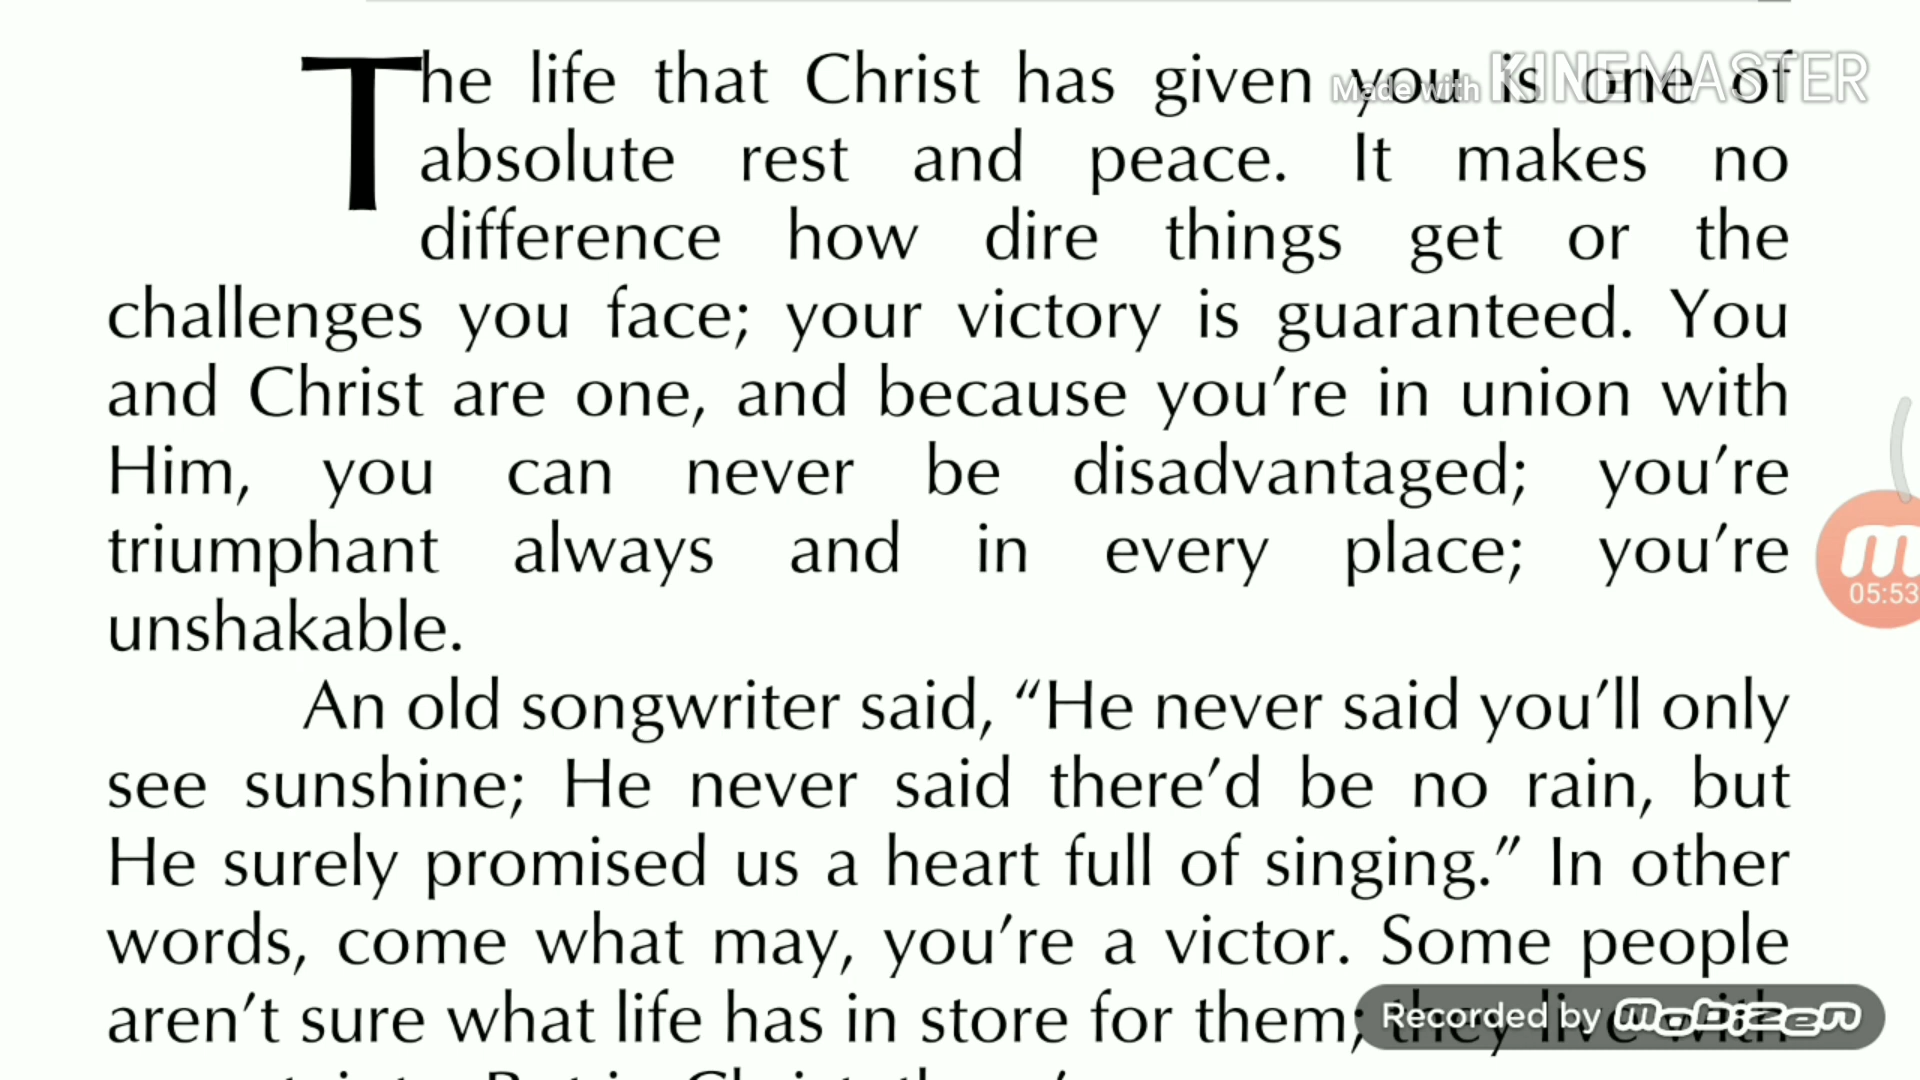 The life that Christ has given you is one of
Made with KINEMASTER
absolute rest and peace. It makes no
difference how dire things get or the
challenges you face; your victory is guaranteed. You
and Christ are one, and because you’re in union with
Him, you can never be disadvantaged; you’re
triumphant always and in every place; you’re
05:53
unshakable.
An old songwriter said, “He never said you’ll only
see sunshine; He never said there’d be no rain, but
He surely promised us a heart full of singing.” In other
words, come what may, you’re a victor. Some people
aren’t sure what life has in store for them; they live with
Recorded by mobizen